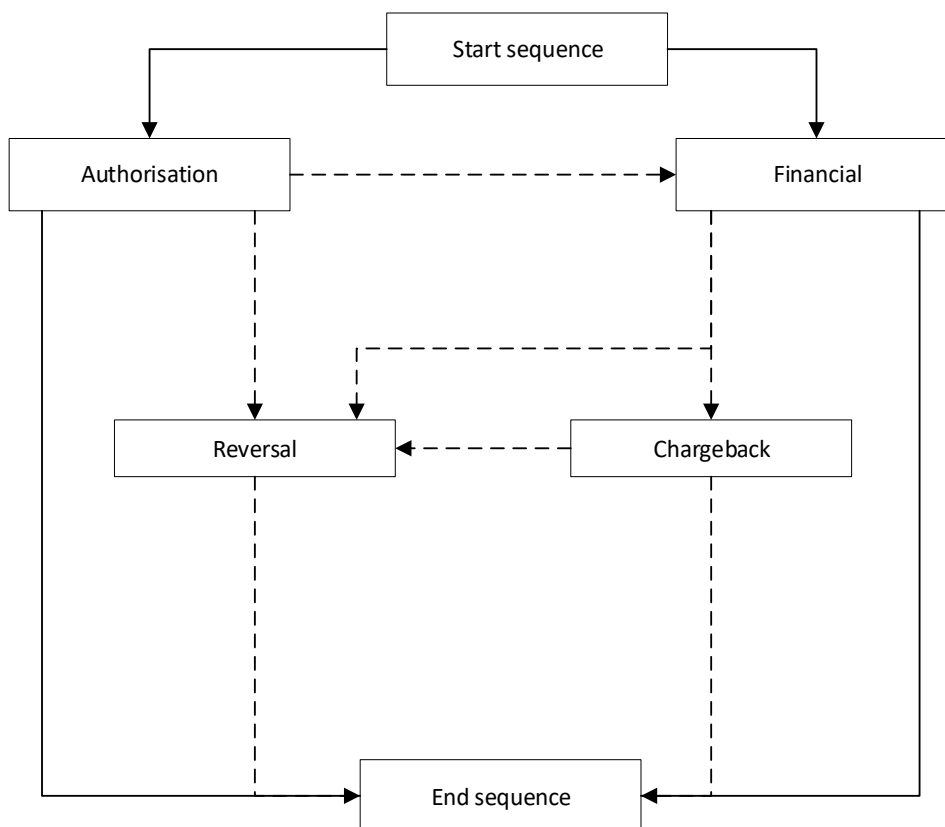 Start sequence
Authorisation
Financial
Reversal
Chargeback
End sequence